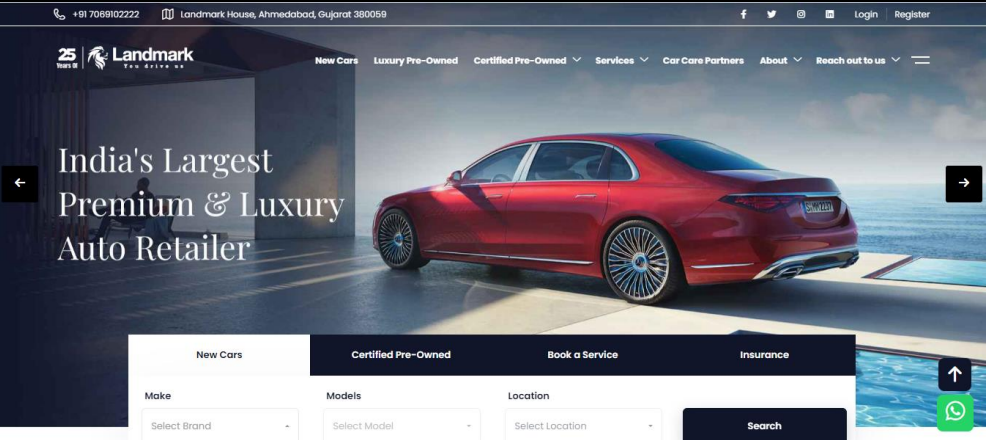 +91 7069102222 Landmark House, Ahmedabad, Gujarat 380059 Login Register
25 Years Of Landmark
You drive us
New Cars Luxury Pre-Owned Certified Pre-Owned Services Car Care Partners About Reach out to us
India's Largest
Premium & Luxury
Auto Retailer
S:MM2237
New Cars Certified Pre-Owned Book a Service Insurance
Make Models Location
Select Brand Select Model Select Location Search